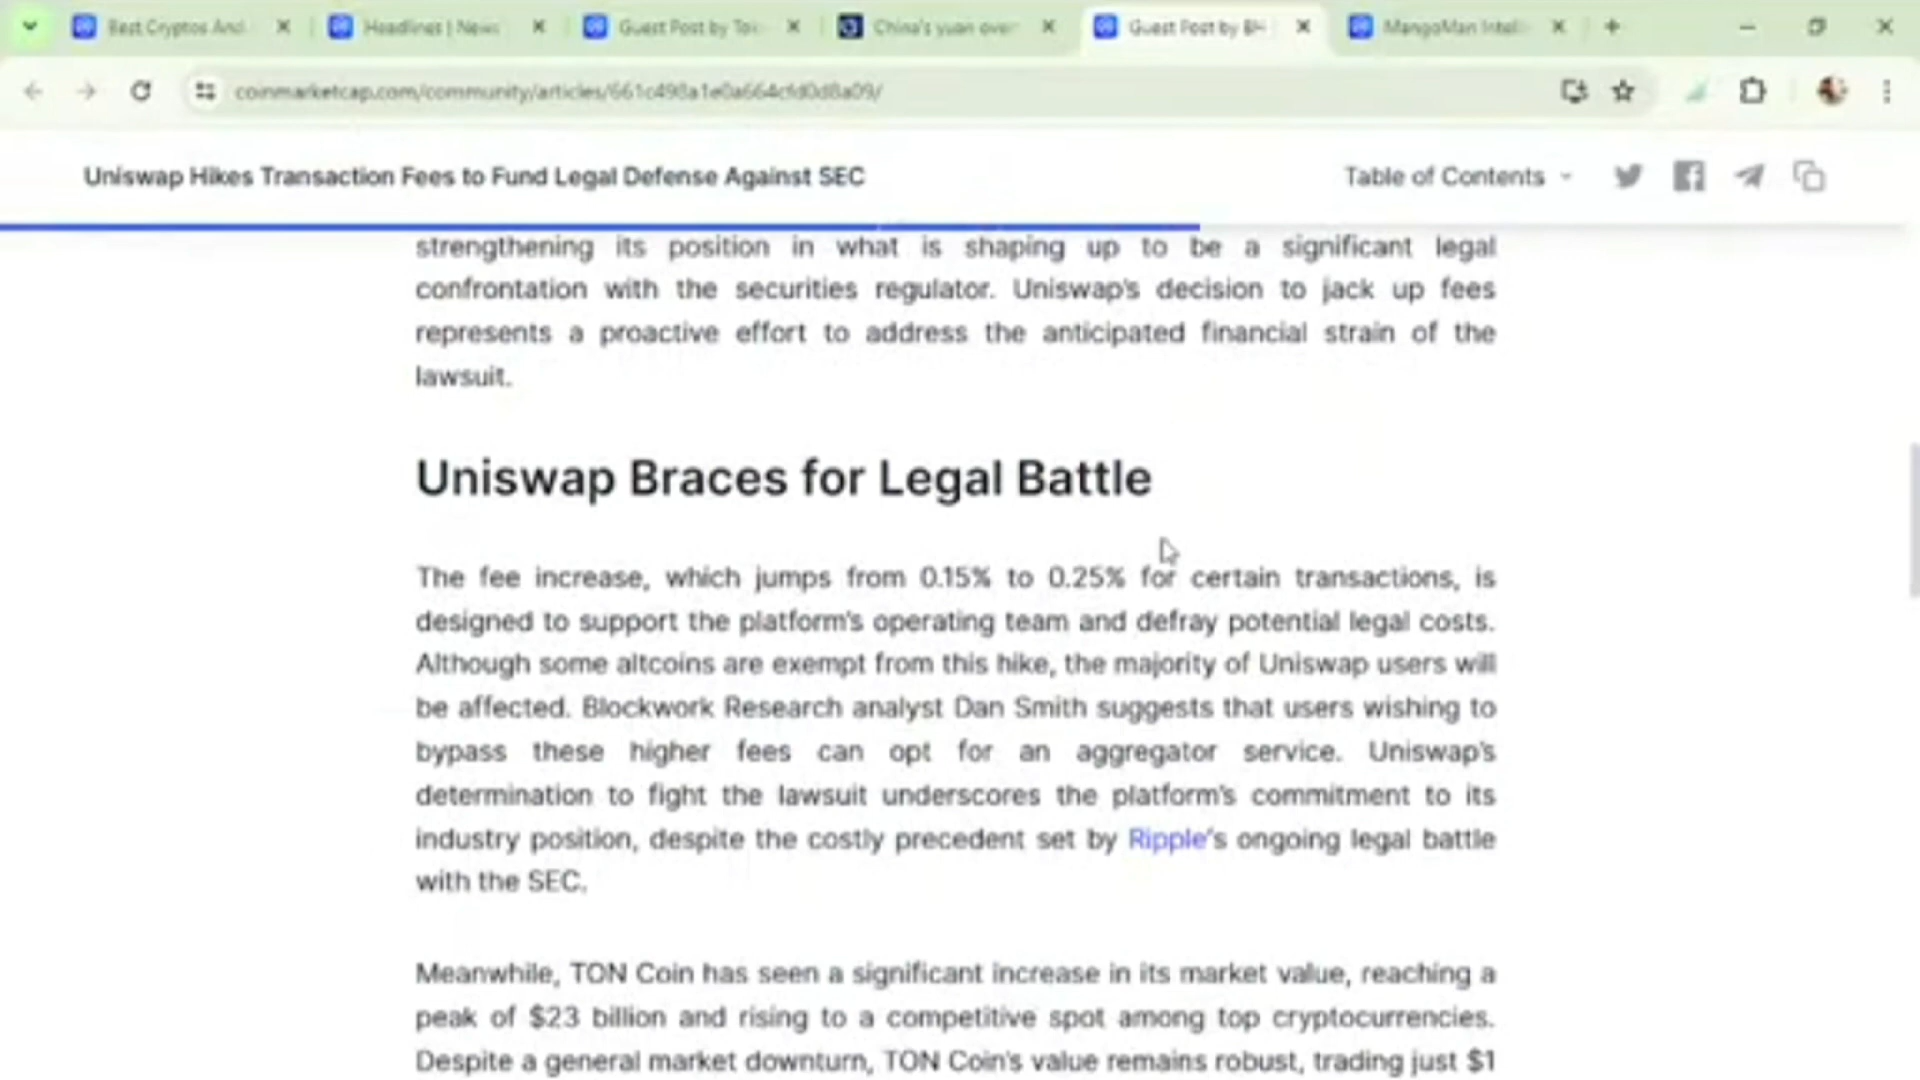 Best Cryptos And
Headlines | News
Guest Post by
China's yuan over
Guest Post by BH
MangoMan Intel
coinmarketcap.com/community/articles/
Uniswap Hikes Transaction Fees to Fund Legal Defense Against SEC
Table of Contents
strengthening its position in what is shaping up to be a significant legal
confrontation with the securities regulator. Uniswap's decision to jack up fees
represents a proactive effort to address the anticipated financial strain of the
lawsuit.
Uniswap Braces for Legal Battle
The fee increase, which jumps from 0.15% to 0.25% for certain transactions, is
designed to support the platform's operating team and defray potential legal costs.
Although some altcoins are exempt from this hike, the majority of Uniswap users will
be affected. Blockwork Research analyst Dan Smith suggests that users wishing to
bypass these higher fees can opt for an aggregator service. Uniswap's
determination to fight the lawsuit underscores the platform's commitment to its
industry position, despite the costly precedent set by Ripple's ongoing legal battle
with the SEC.
Meanwhile, TON Coin has seen a significant increase in its market value, reaching a
peak of $23 billion and rising to a competitive spot among top cryptocurrencies.
Despite a general market downturn, TON Coin's value remains robust, trading just $1